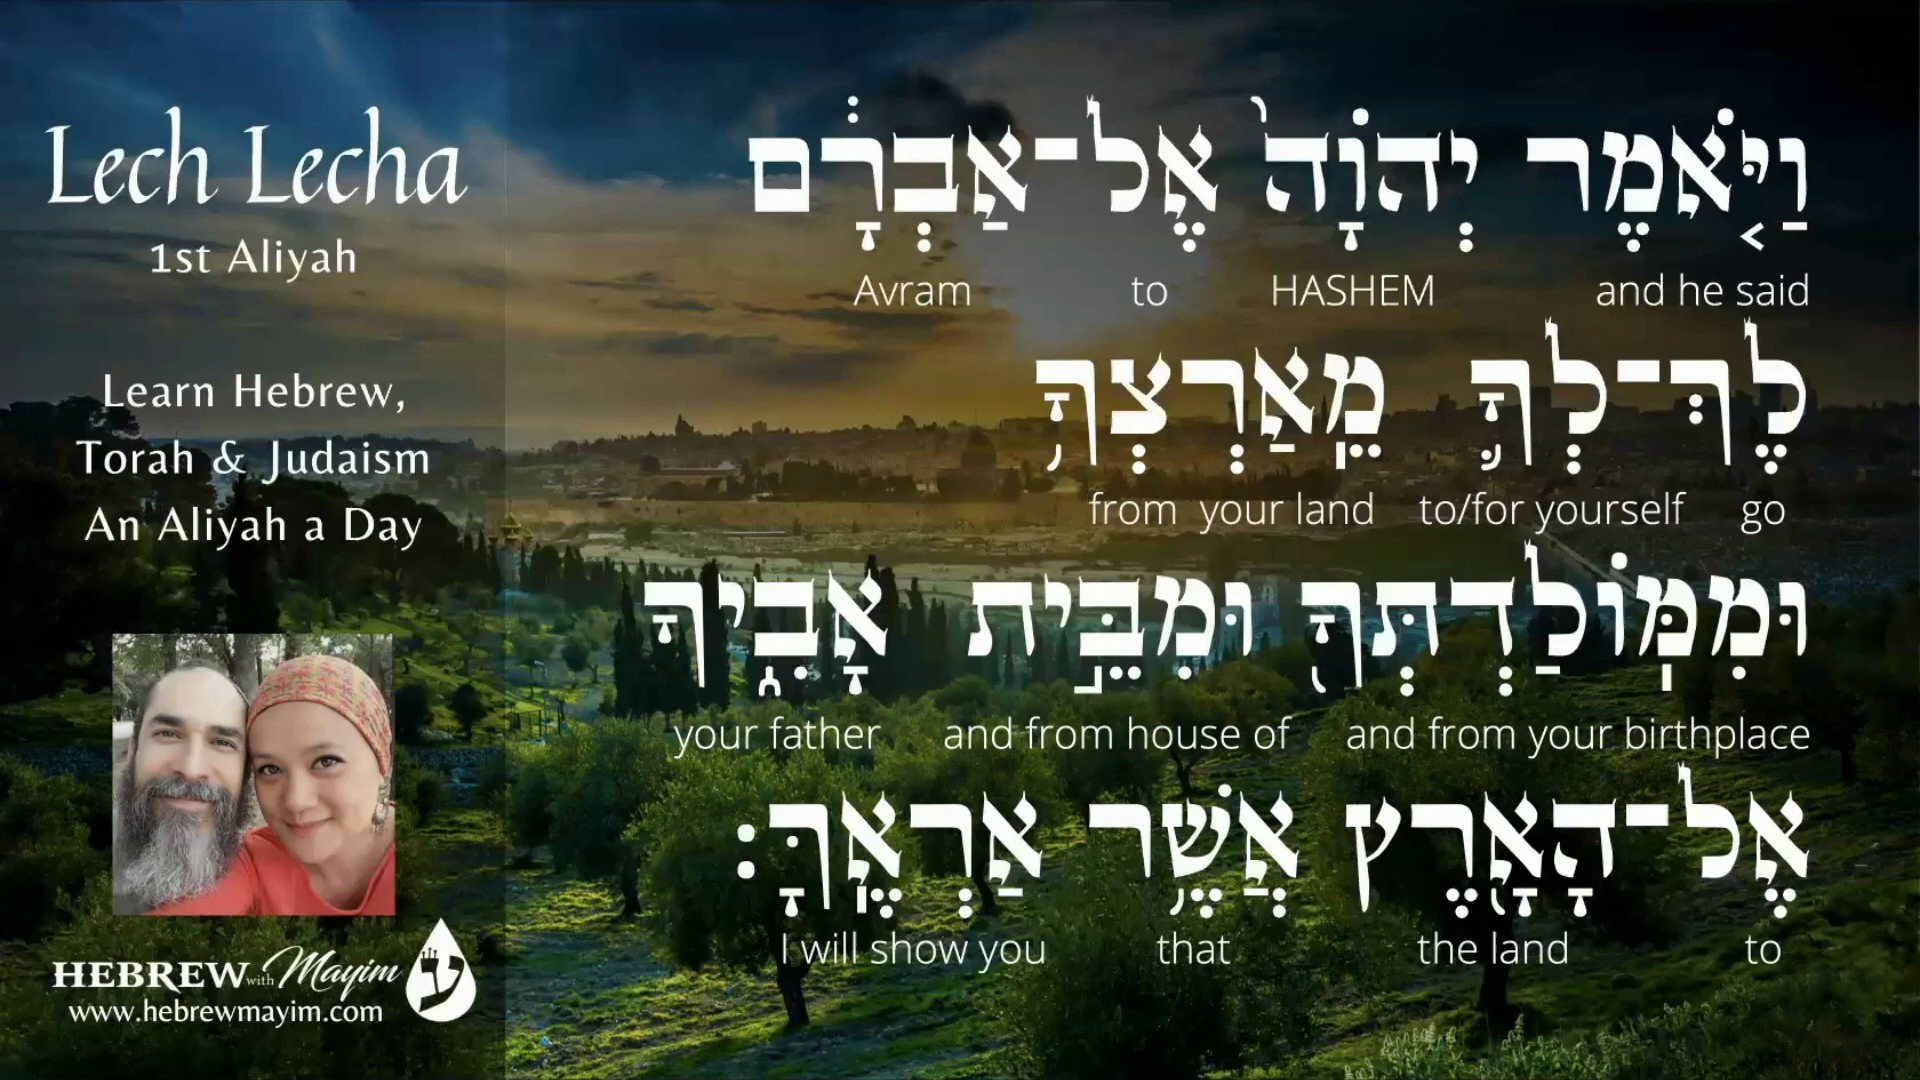 Lech Lecha
1st Aliyah
Learn Hebrew,
Torah & Judaism
An Aliyah a Day
HEBREW with Mayim
www.hebrewmayim.com
וַיֹּ֤אמֶר יְהוָֹה֙ אֶל־אַבְרָ֔ם
and he said HASHEM to Avram
לֶךְ־לְךָ֥ מֵֽאַרְצְךָ֥
go to/for yourself from your land
וּמִמּֽוֹלַדְתְּךָ֖ וּמִבֵּ֣ית אָבִ֑יךָ
and from your birthplace and from house of your father
אֶל־הָאָ֖רֶץ אֲשֶׁ֥ר אַרְאֶֽךָּ׃
to the land that I will show you